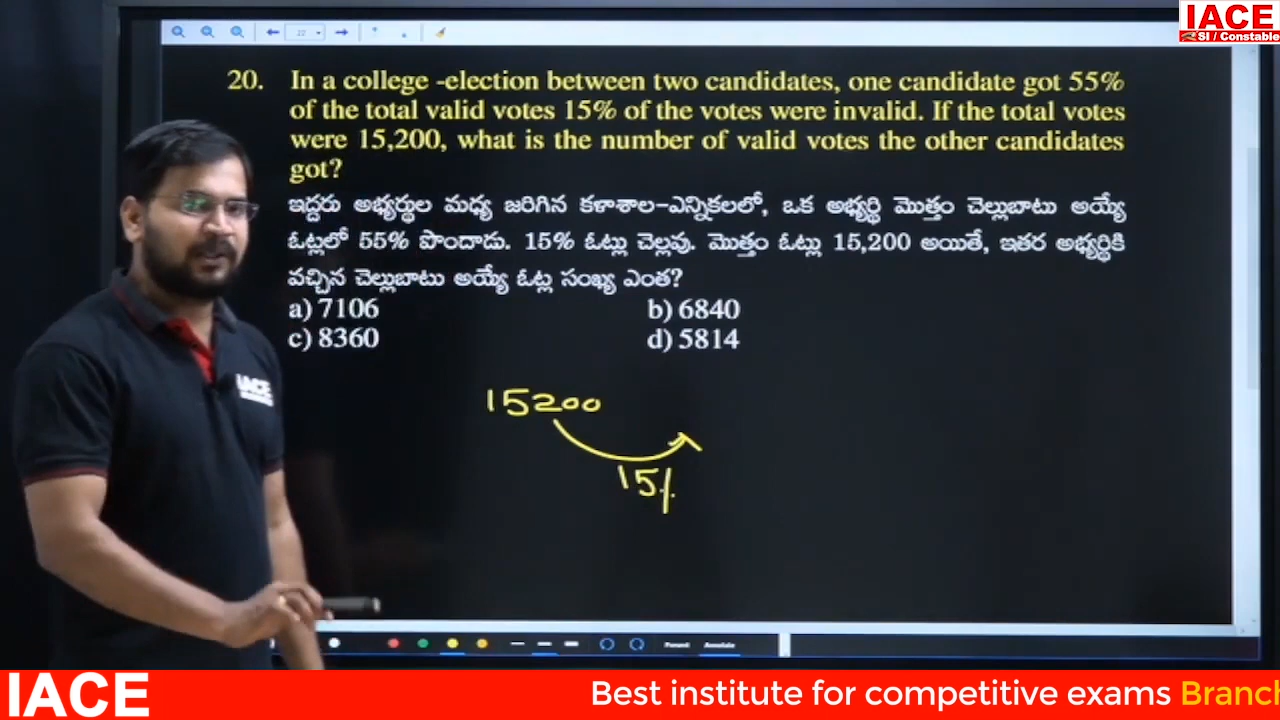 IACE
SI / Constable
22
20. In a college -election between two candidates, one candidate got 55%
of the total valid votes 15% of the votes were invalid. If the total votes
were 15,200, what is the number of valid votes the other candidates
got?
ఇద్దరు అభ్యర్థుల మధ్య జరిగిన కళాశాల-ఎన్నికలలో, ఒక అభ్యర్థి మొత్తం చెల్లుబాటు అయ్యే
ఓట్లలో 55% పొందాడు. 15% ఓట్లు చెల్లవు. మొత్తం ఓట్లు 15,200 అయితే, ఇతర అభ్యర్థికి
వచ్చిన చెల్లుబాటు అయ్యే ఓట్ల సంఖ్య ఎంత?
a) 7106 b) 6840
c) 8360 d) 5814
IACE
15200
15%
Present Annotate
IACE Best institute for competitive exams Branch